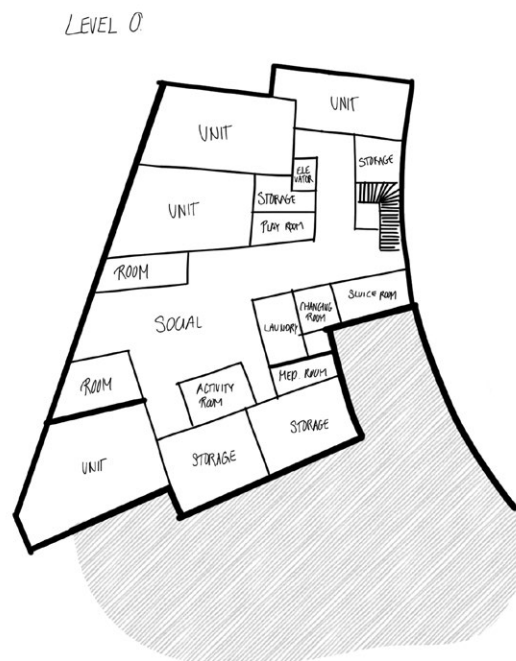 LEVEL 0.
UNIT
UNIT
ELE
VATOR
STORAGE
STORAGE
UNIT
PLAY ROOM
ROOM
SLUICE ROOM
CHANGING
ROOM
SOCIAL
LAUNDRY
MED. ROOM
ROOM
ACTIVITY
ROOM
STORAGE
UNIT
STORAGE